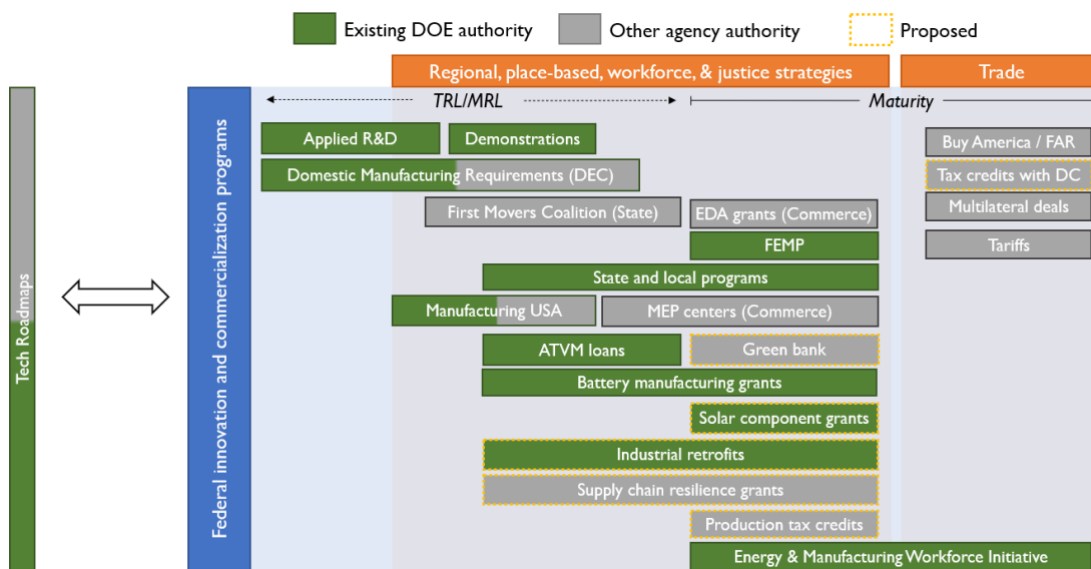 Existing DOE authority
Other agency authority
Proposed
Regional, place-based, workforce, & justice strategies
Trade
TRL/MRL
Maturity
Tech Roadmaps
Federal innovation and commercialization programs
Applied R&D
Demonstrations
Buy America / FAR
Domestic Manufacturing Requirements (DEC)
Tax credits with DC
First Movers Coalition (State)
EDA grants (Commerce)
Multilateral deals
FEMP
Tariffs
State and local programs
Manufacturing USA
MEP centers (Commerce)
ATVM loans
Green bank
Battery manufacturing grants
Solar component grants
Industrial retrofits
Supply chain resilience grants
Production tax credits
Energy & Manufacturing Workforce Initiative